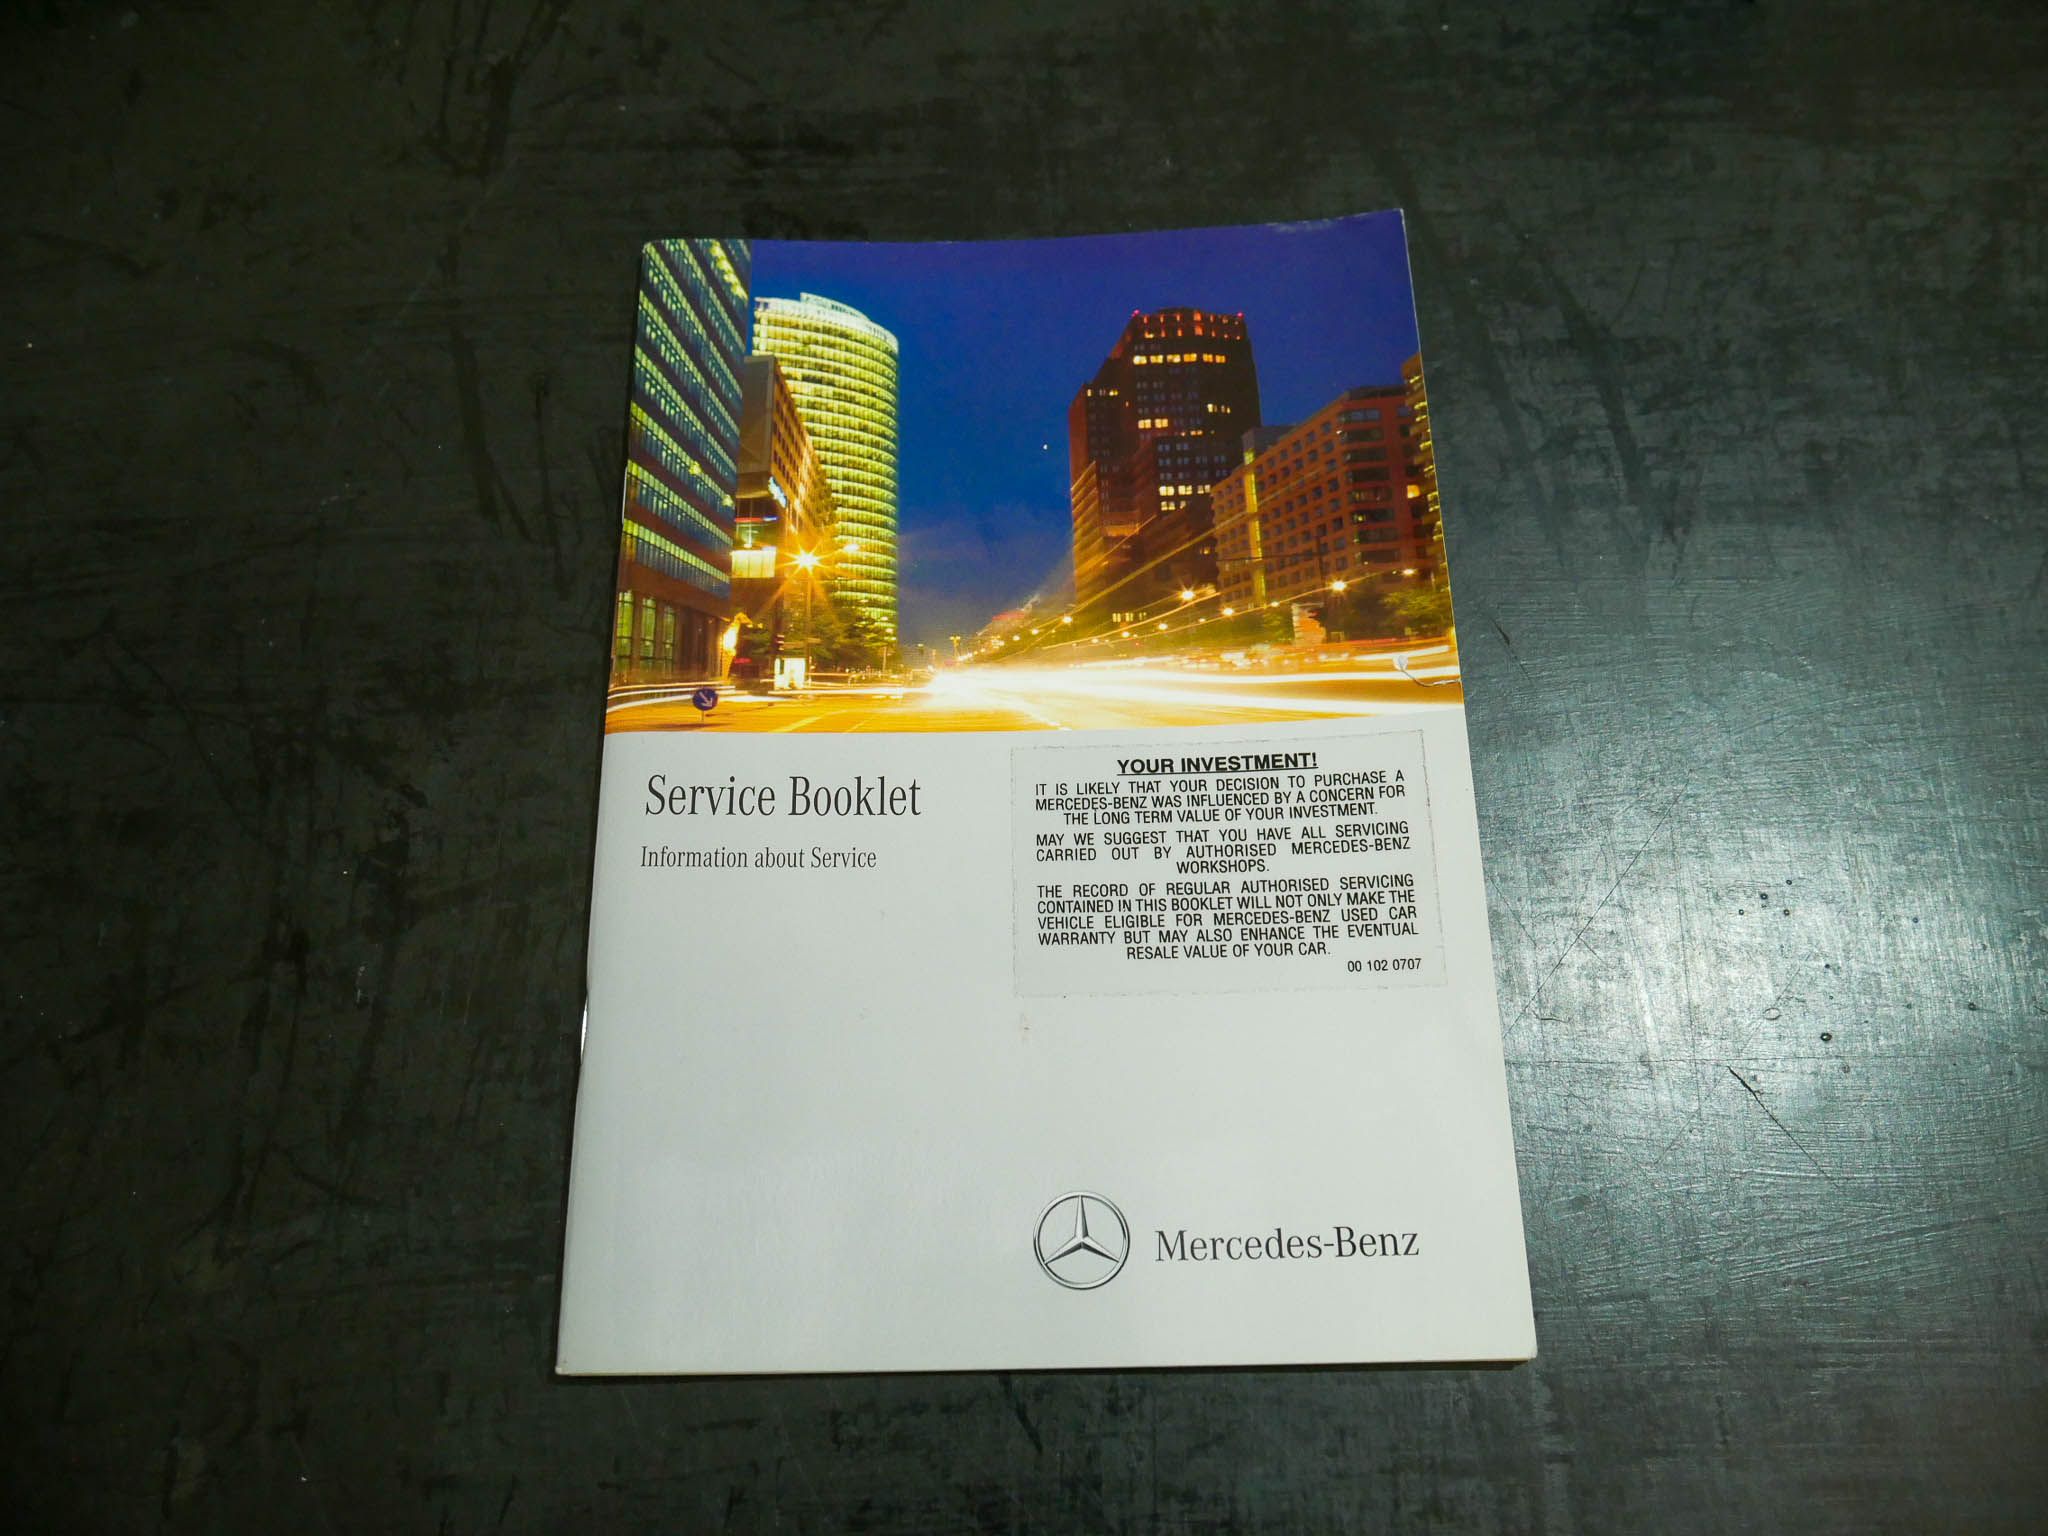 Service Booklet
Information about Service
YOUR INVESTMENT!
IT IS LIKELY THAT YOUR DECISION TO PURCHASE A
MERCEDES-BENZ WAS INFLUENCED BY A CONCERN FOR
THE LONG TERM VALUE OF YOUR INVESTMENT.
MAY WE SUGGEST THAT YOU HAVE ALL SERVICING
CARRIED OUT BY AUTHORISED MERCEDES-BENZ
WORKSHOPS.
THE RECORD OF REGULAR AUTHORISED SERVICING
CONTAINED IN THIS BOOKLET WILL NOT ONLY MAKE THE
VEHICLE ELIGIBLE FOR MERCEDES-BENZ USED CAR
WARRANTY BUT MAY ALSO ENHANCE THE EVENTUAL
RESALE VALUE OF YOUR CAR.
00 102 0707
Mercedes-Benz